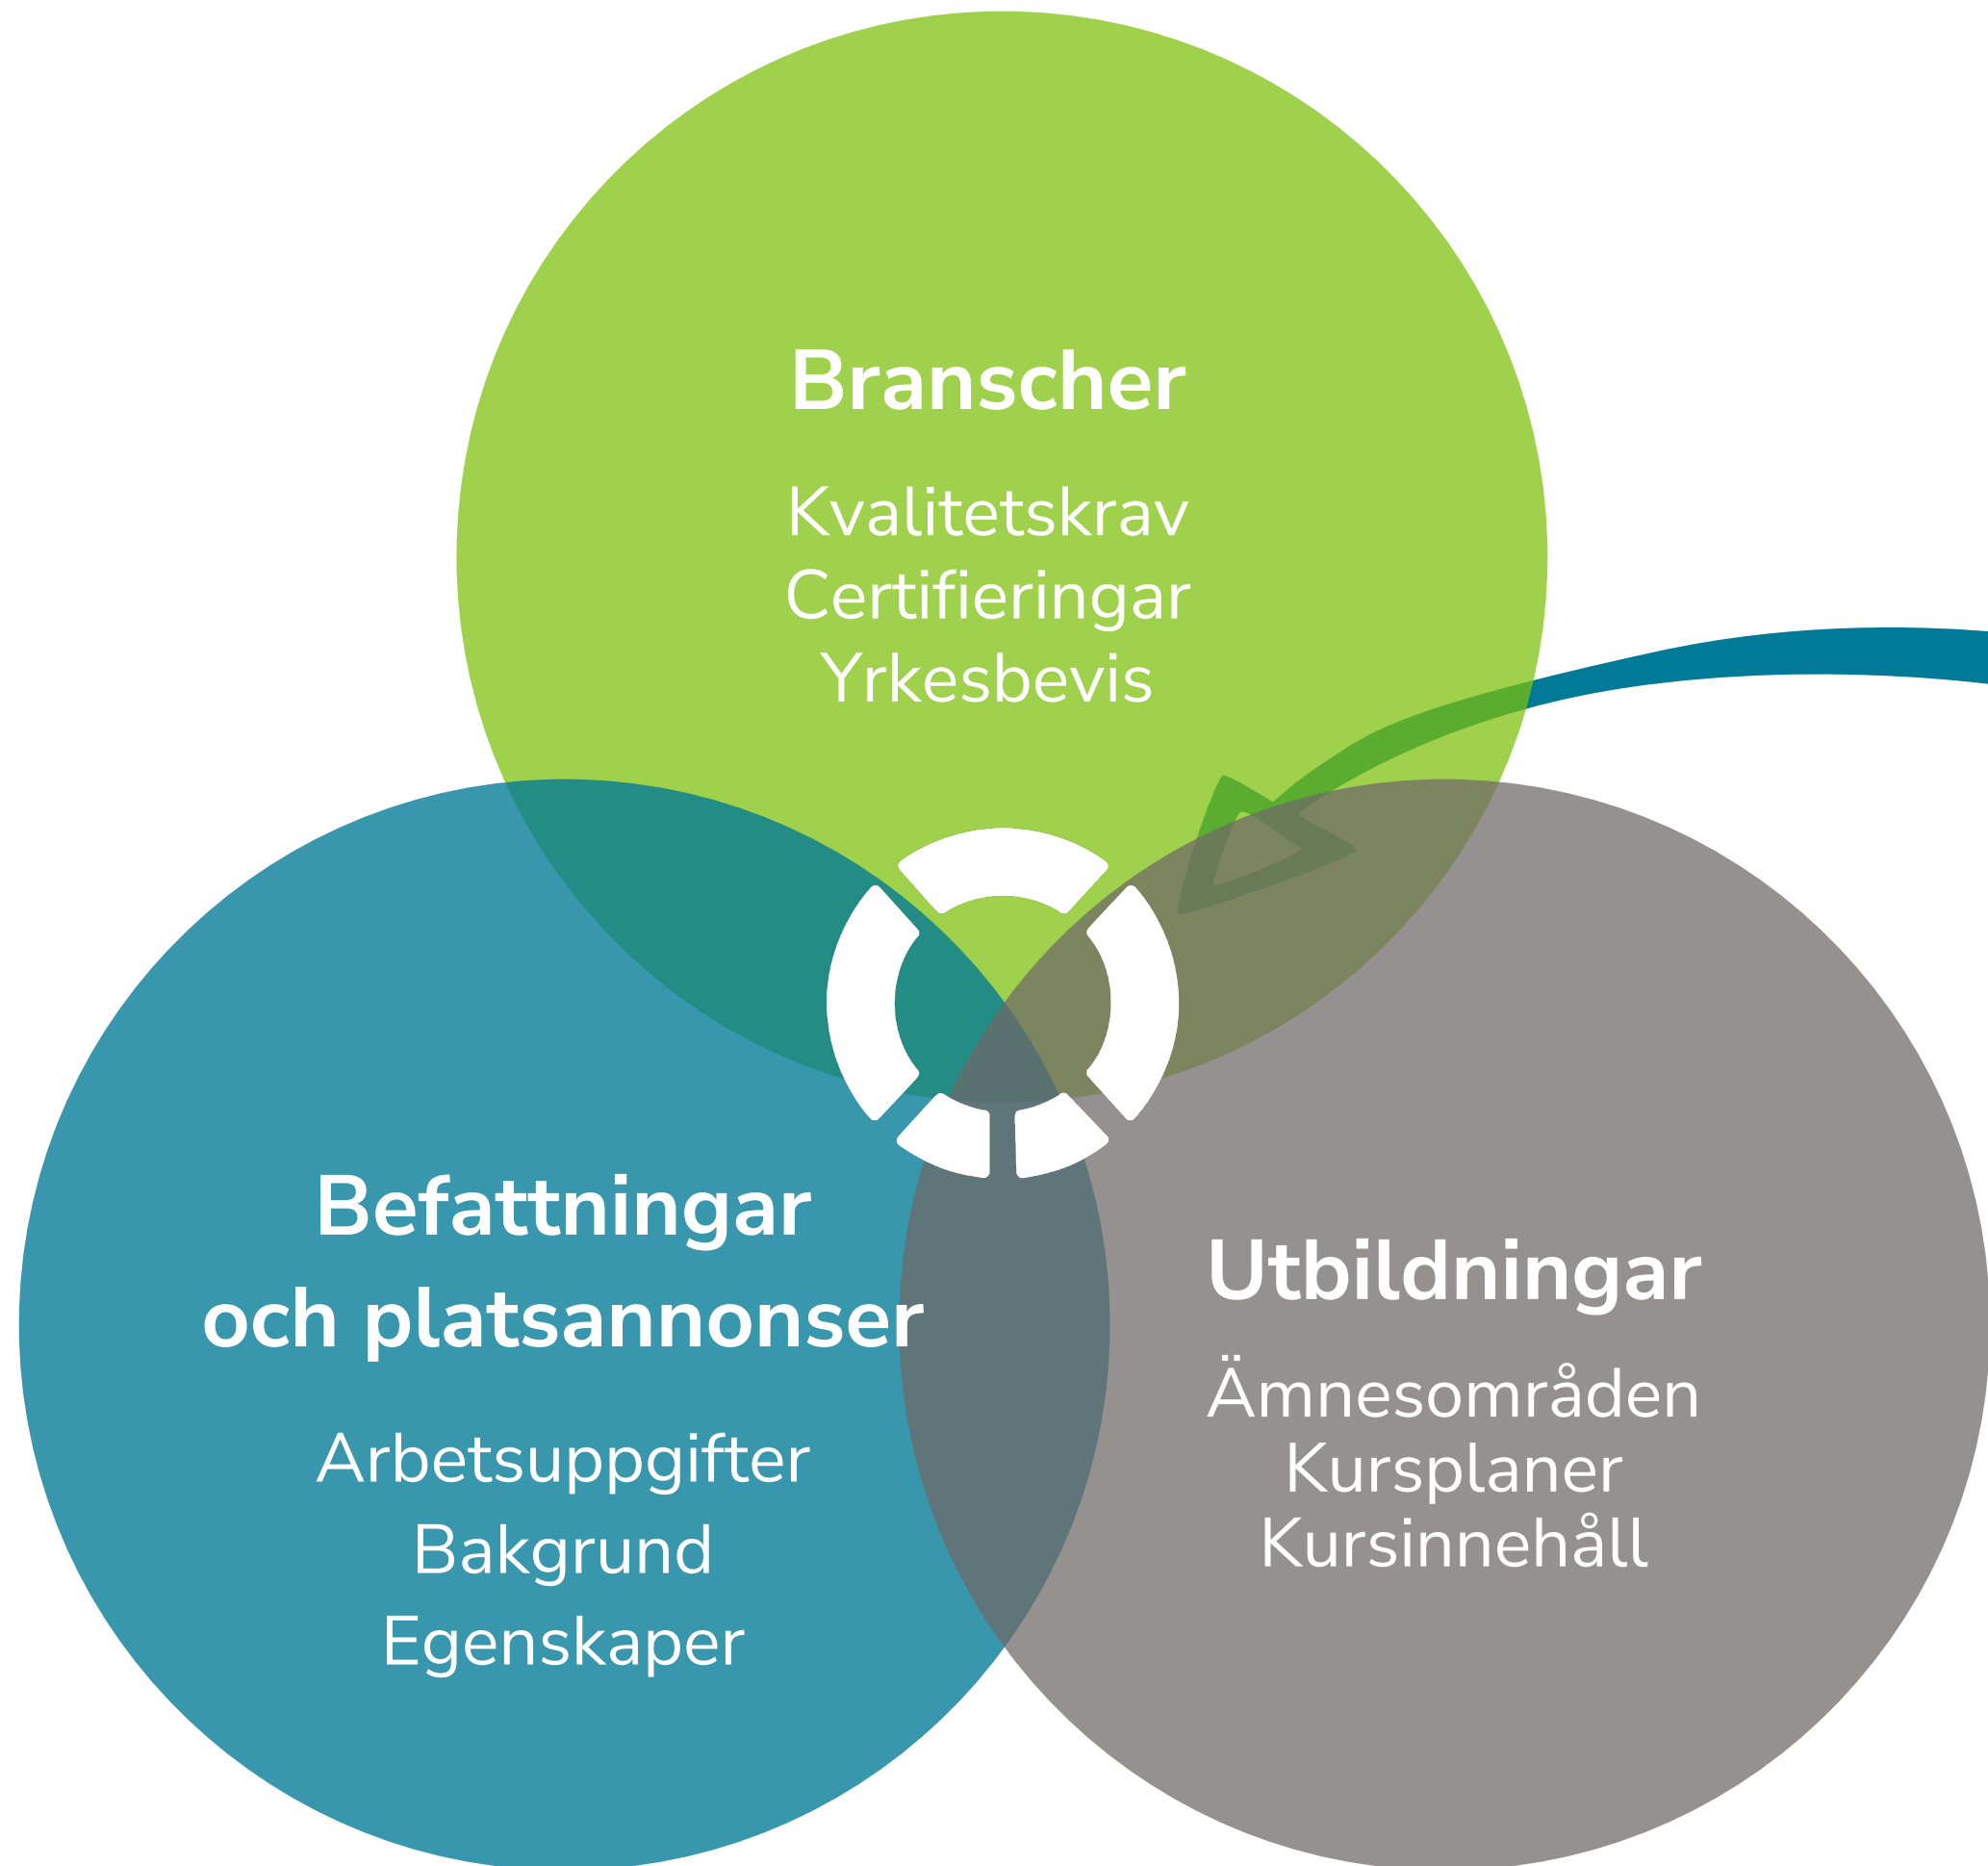 Branscher
Kvalitetskrav
Certifieringar
Yrkesbevis
Befattningar
och platsannonser
Arbetsuppgifter
Bakgrund
Egenskaper
Utbildningar
Ämnesområden
Kursplaner
Kursinnehåll